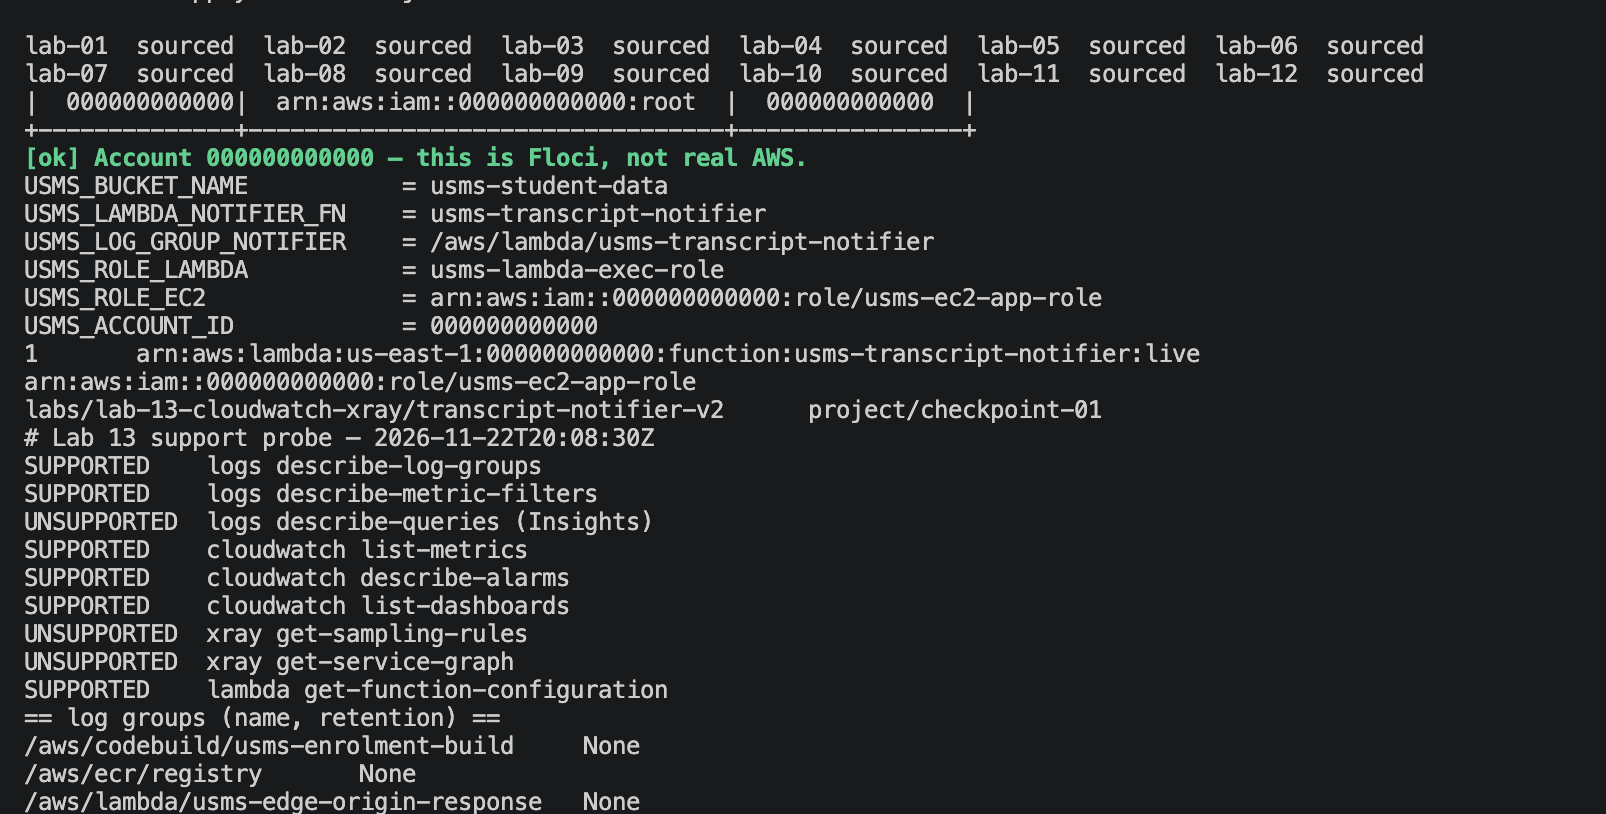 lab-01  sourced  lab-02  sourced  lab-03  sourced  lab-04  sourced  lab-05  sourced  lab-06  sourced
lab-07  sourced  lab-08  sourced  lab-09  sourced  lab-10  sourced  lab-11  sourced  lab-12  sourced
|  000000000000|  arn:aws:iam::000000000000:root  |  000000000000  |
+--------------+----------------------------------+----------------+
[ok] Account 000000000000 — this is Floci, not real AWS.
USMS_BUCKET_NAME           = usms-student-data
USMS_LAMBDA_NOTIFIER_FN    = usms-transcript-notifier
USMS_LOG_GROUP_NOTIFIER    = /aws/lambda/usms-transcript-notifier
USMS_ROLE_LAMBDA           = usms-lambda-exec-role
USMS_ROLE_EC2              = arn:aws:iam::000000000000:role/usms-ec2-app-role
USMS_ACCOUNT_ID            = 000000000000
1       arn:aws:lambda:us-east-1:000000000000:function:usms-transcript-notifier:live
arn:aws:iam::000000000000:role/usms-ec2-app-role
labs/lab-13-cloudwatch-xray/transcript-notifier-v2      project/checkpoint-01
# Lab 13 support probe — 2026-11-22T20:08:30Z
SUPPORTED    logs describe-log-groups
SUPPORTED    logs describe-metric-filters
UNSUPPORTED  logs describe-queries (Insights)
SUPPORTED    cloudwatch list-metrics
SUPPORTED    cloudwatch describe-alarms
SUPPORTED    cloudwatch list-dashboards
UNSUPPORTED  xray get-sampling-rules
UNSUPPORTED  xray get-service-graph
SUPPORTED    lambda get-function-configuration
== log groups (name, retention) ==
/aws/codebuild/usms-enrolment-build     None
/aws/ecr/registry       None
/aws/lambda/usms-edge-origin-response   None